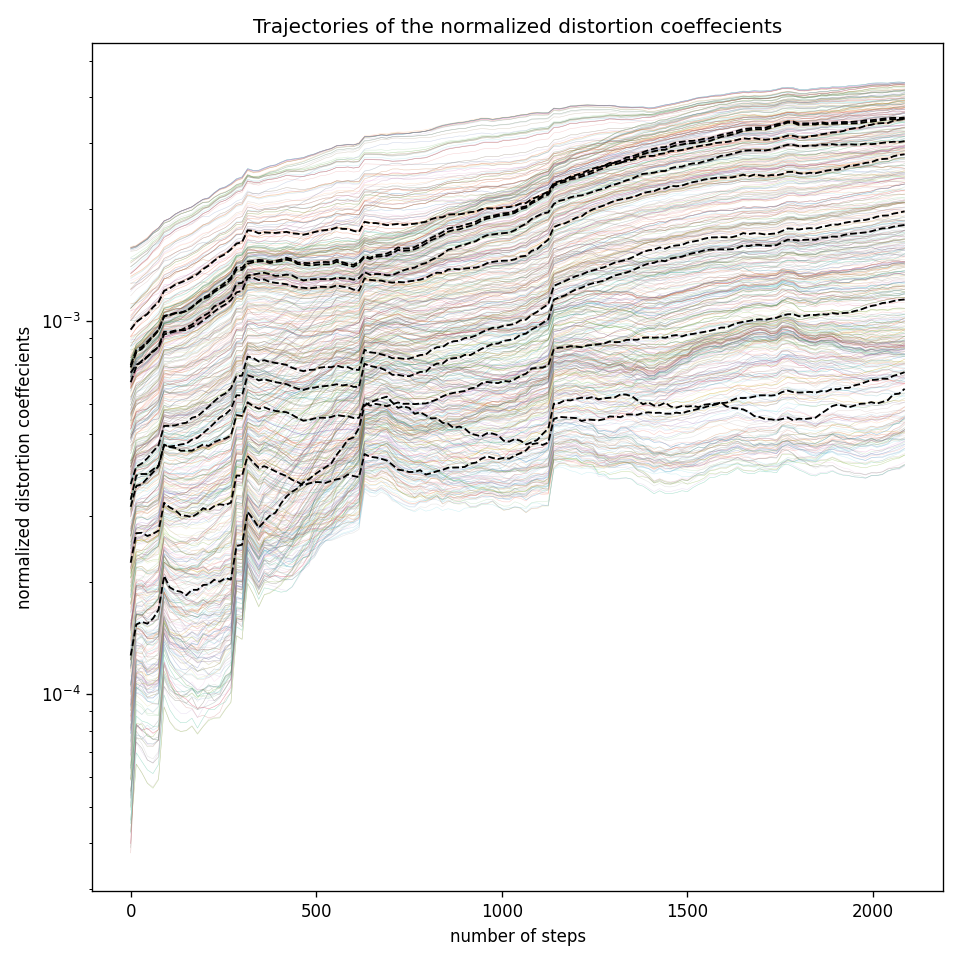 Trajectories of the normalized distortion coeffecients
normalized distortion coeffecients
10⁻³
10⁻⁴
0 500 1000 1500 2000
number of steps